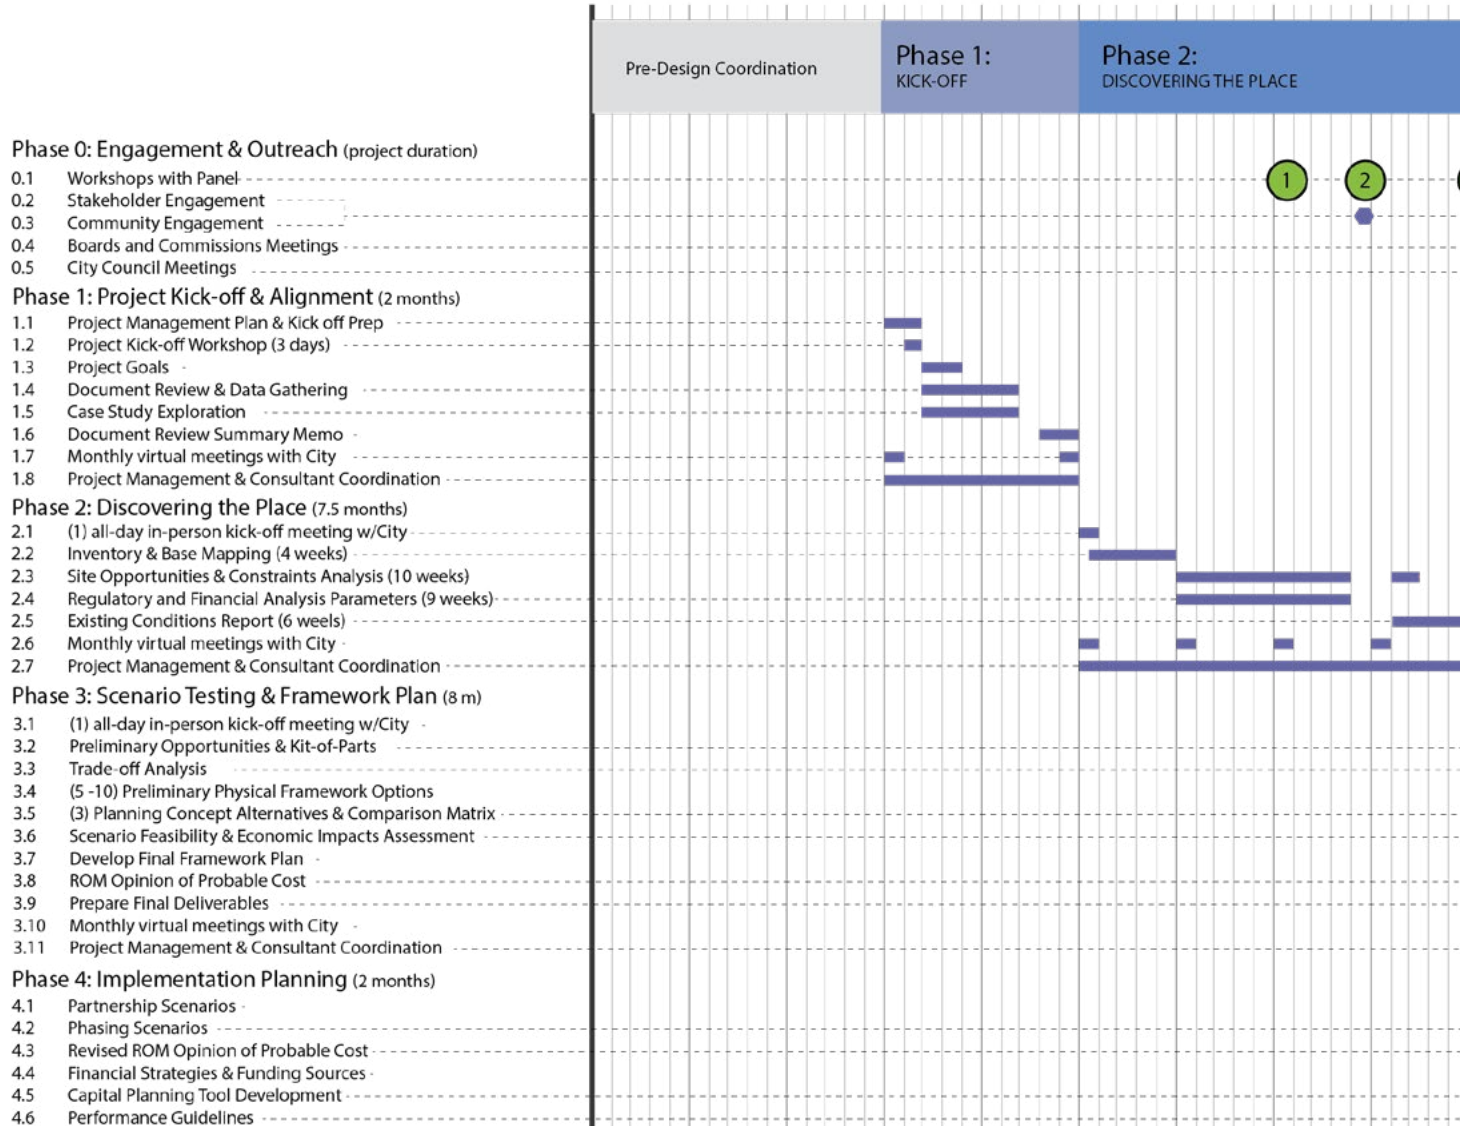 Pre-Design Coordination
Phase 1:
KICK-OFF
Phase 2:
DISCOVERING THE PLACE
Phase 0: Engagement & Outreach (project duration)
0.1 Workshops with Panel
1
2
0.2 Stakeholder Engagement
0.3 Community Engagement
0.4 Boards and Commissions Meetings
0.5 City Council Meetings
Phase 1: Project Kick-off & Alignment (2 months)
1.1 Project Management Plan & Kick off Prep
1.2 Project Kick-off Workshop (3 days)
1.3 Project Goals
1.4 Document Review & Data Gathering
1.5 Case Study Exploration
1.6 Document Review Summary Memo
1.7 Monthly virtual meetings with City
1.8 Project Management & Consultant Coordination
Phase 2: Discovering the Place (7.5 months)
2.1 (1) all-day in-person kick-off meeting w/City
2.2 Inventory & Base Mapping (4 weeks)
2.3 Site Opportunities & Constraints Analysis (10 weeks)
2.4 Regulatory and Financial Analysis Parameters (9 weeks)
2.5 Existing Conditions Report (6 weels)
2.6 Monthly virtual meetings with City
2.7 Project Management & Consultant Coordination
Phase 3: Scenario Testing & Framework Plan (8 m)
3.1 (1) all-day in-person kick-off meeting w/City
3.2 Preliminary Opportunities & Kit-of-Parts
3.3 Trade-off Analysis
3.4 (5 -10) Preliminary Physical Framework Options
3.5 (3) Planning Concept Alternatives & Comparison Matrix
3.6 Scenario Feasibility & Economic Impacts Assessment
3.7 Develop Final Framework Plan
3.8 ROM Opinion of Probable Cost
3.9 Prepare Final Deliverables
3.10 Monthly virtual meetings with City
3.11 Project Management & Consultant Coordination
Phase 4: Implementation Planning (2 months)
4.1 Partnership Scenarios
4.2 Phasing Scenarios
4.3 Revised ROM Opinion of Probable Cost
4.4 Financial Strategies & Funding Sources
4.5 Capital Planning Tool Development
4.6 Performance Guidelines